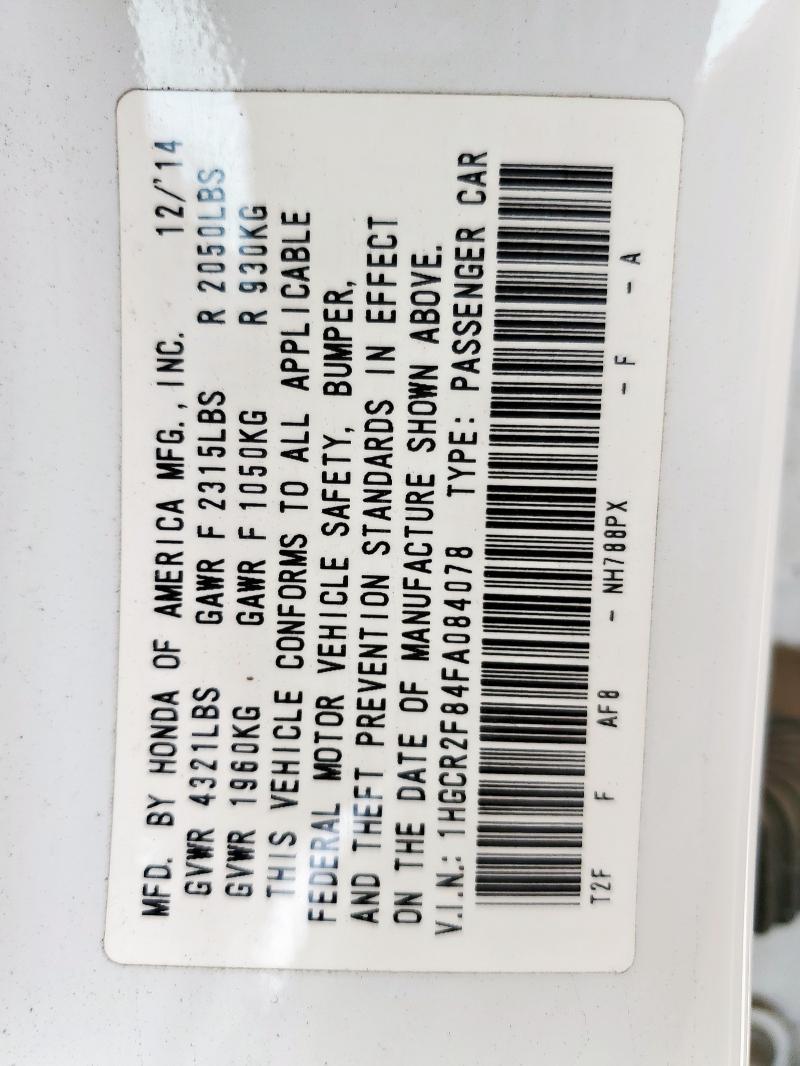 MFD. BY HONDA OF AMERICA MFG., INC. 12/'14
GVWR 4321LBS GAWR F 2315LBS R 2050LBS
GVWR 1960KG GAWR F 1050KG R 930KG
THIS VEHICLE CONFORMS TO ALL APPLICABLE
FEDERAL MOTOR VEHICLE SAFETY, BUMPER,
AND THEFT PREVENTION STANDARDS IN EFFECT
ON THE DATE OF MANUFACTURE SHOWN ABOVE.
V.I.N.: 1HGCR2F84FA084078 TYPE: PASSENGER CAR
T2F F AF8 - NH788PX - F - A